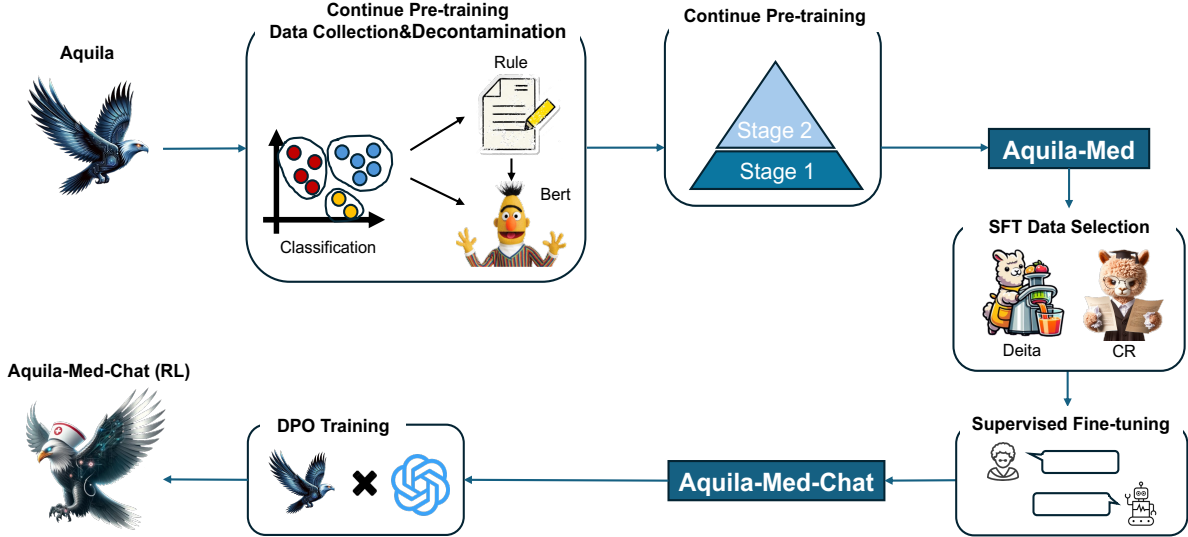 Aquila
Continue Pre-training
Data Collection&Decontamination
Rule
Bert
Classification
Continue Pre-training
Stage 2
Stage 1
Aquila-Med
SFT Data Selection
Deita
CR
Supervised Fine-tuning
Aquila-Med-Chat
DPO Training
Aquila-Med-Chat (RL)